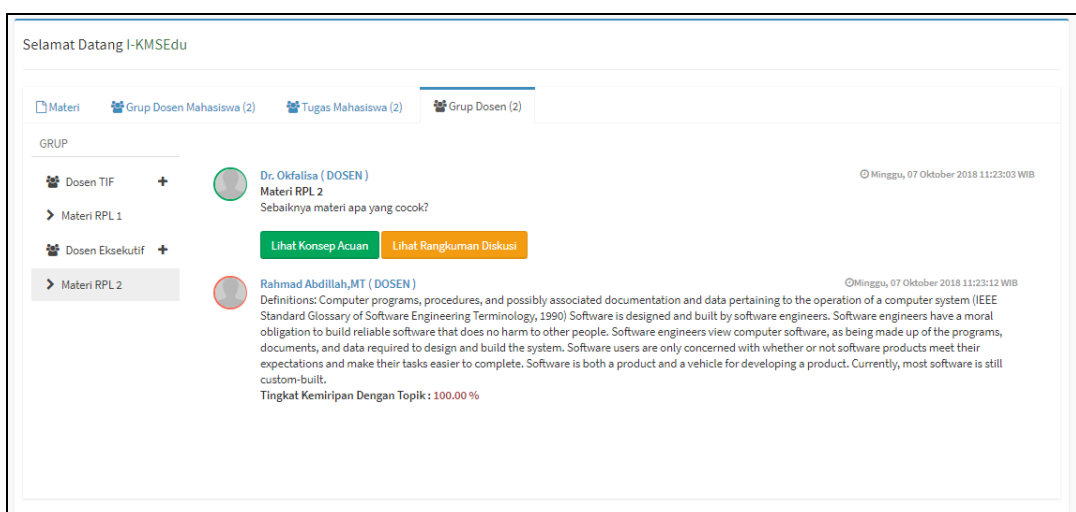 Selamat Datang I-KMSEdu
Materi
Grup Dosen Mahasiswa (2)
Tugas Mahasiswa (2)
Grup Dosen (2)
GRUP
Dosen TIF
Materi RPL 1
Dosen Eksekutif
Materi RPL 2
Dr. Okfalisa ( DOSEN )
Minggu, 07 Oktober 2018 11:23:03 WIB
Materi RPL 2
Sebaiknya materi apa yang cocok?
Lihat Konsep Acuan
Lihat Rangkuman Diskusi
Rahmad Abdillah,MT ( DOSEN )
Minggu, 07 Oktober 2018 11:23:12 WIB
Definitions: Computer programs, procedures, and possibly associated documentation and data pertaining to the operation of a computer system (IEEE
Standard Glossary of Software Engineering Terminology, 1990) Software is designed and built by software engineers. Software engineers have a moral
obligation to build reliable software that does no harm to other people. Software engineers view computer software, as being made up of the programs,
documents, and data required to design and build the system. Software users are only concerned with whether or not software products meet their
expectations and make their tasks easier to complete. Software is both a product and a vehicle for developing a product. Currently, most software is still
custom-built.
Tingkat Kemiripan Dengan Topik : 100.00 %